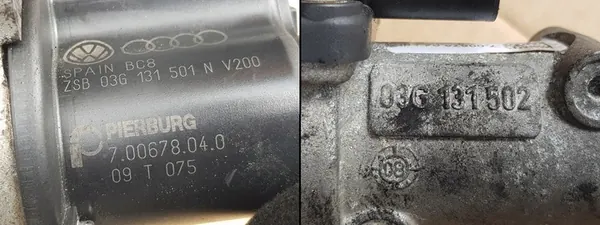 SPAIN BC8
ZSB 03G 131 501 N V200
PIERBURG
7.00678.04.0
09 T 075
03G 131 502
09